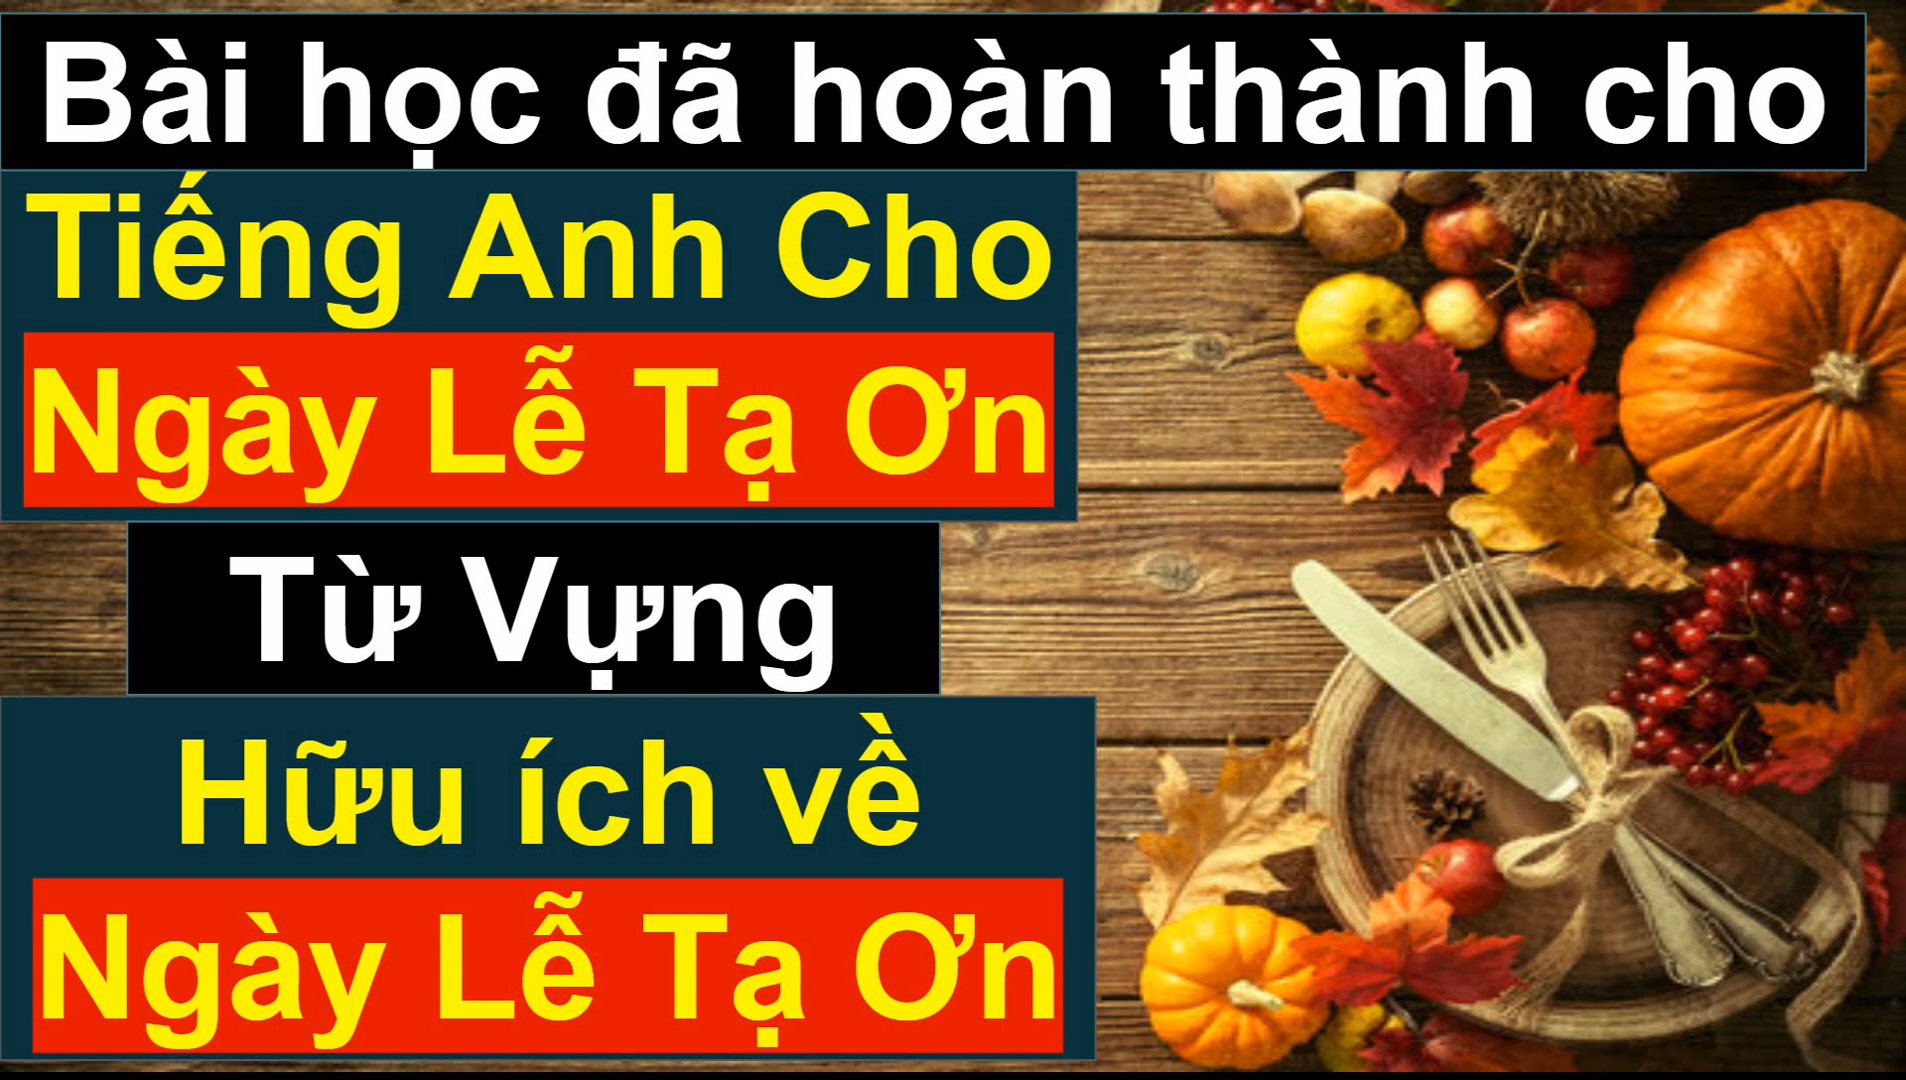 Bài học đã hoàn thành cho
Tiếng Anh Cho
Ngày Lễ Tạ Ơn
Từ Vựng
Hữu ích về
Ngày Lễ Tạ Ơn